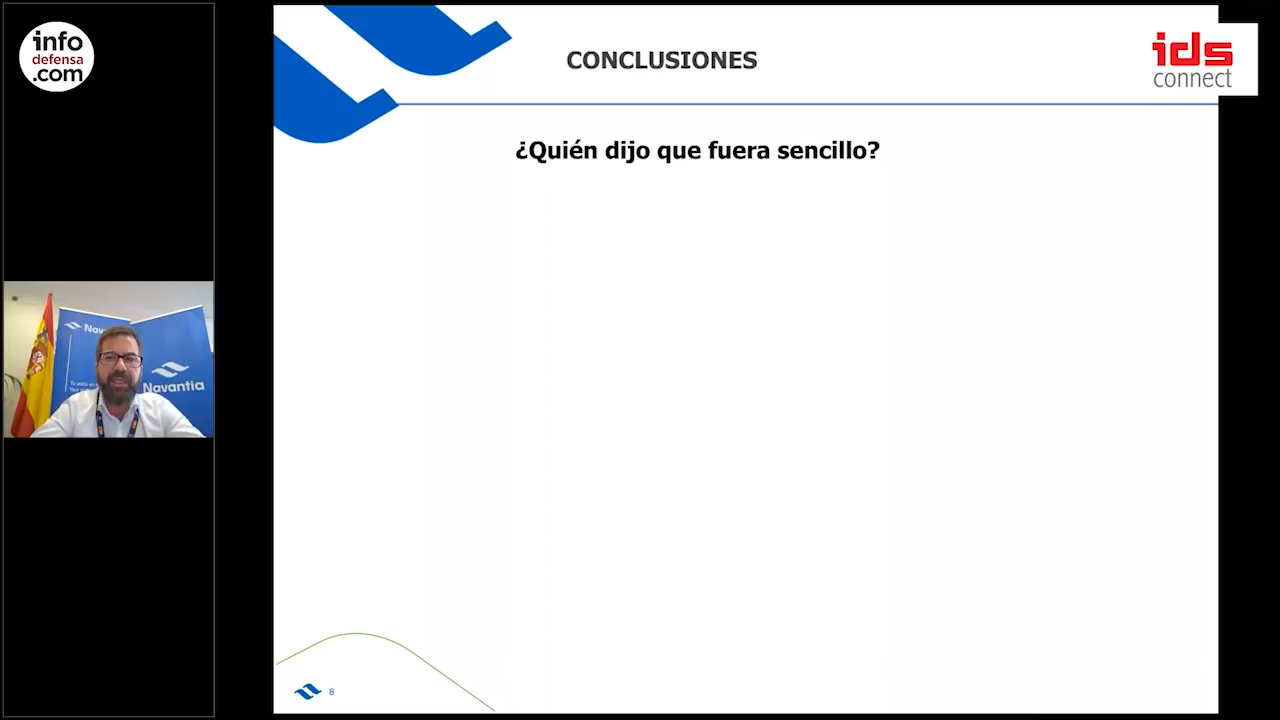 info
defensa
.com
CONCLUSIONES
ids
connect
¿Quién dijo que fuera sencillo?
Navantia
8